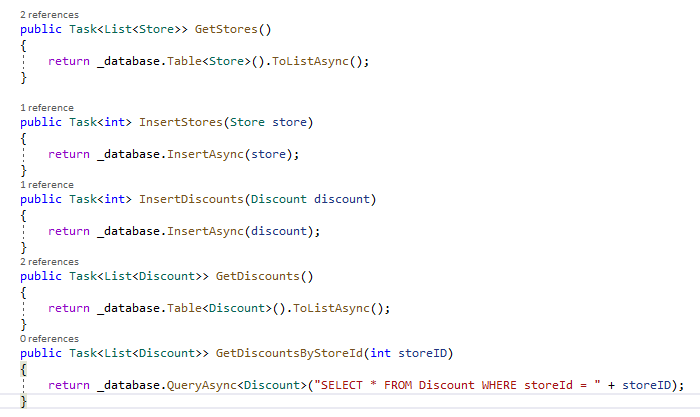 2 references
public Task<List<Store>> GetStores()
{
return _database.Table<Store>().ToListAsync();
}
1 reference
public Task<int> InsertStores(Store store)
{
return _database.InsertAsync(store);
}
1 reference
public Task<int> InsertDiscounts(Discount discount)
{
return _database.InsertAsync(discount);
}
2 references
public Task<List<Discount>> GetDiscounts()
{
return _database.Table<Discount>().ToListAsync();
}
0 references
public Task<List<Discount>> GetDiscountsByStoreId(int storeID)
{
return _database.QueryAsync<Discount>("SELECT * FROM Discount WHERE storeId = " + storeID);
}